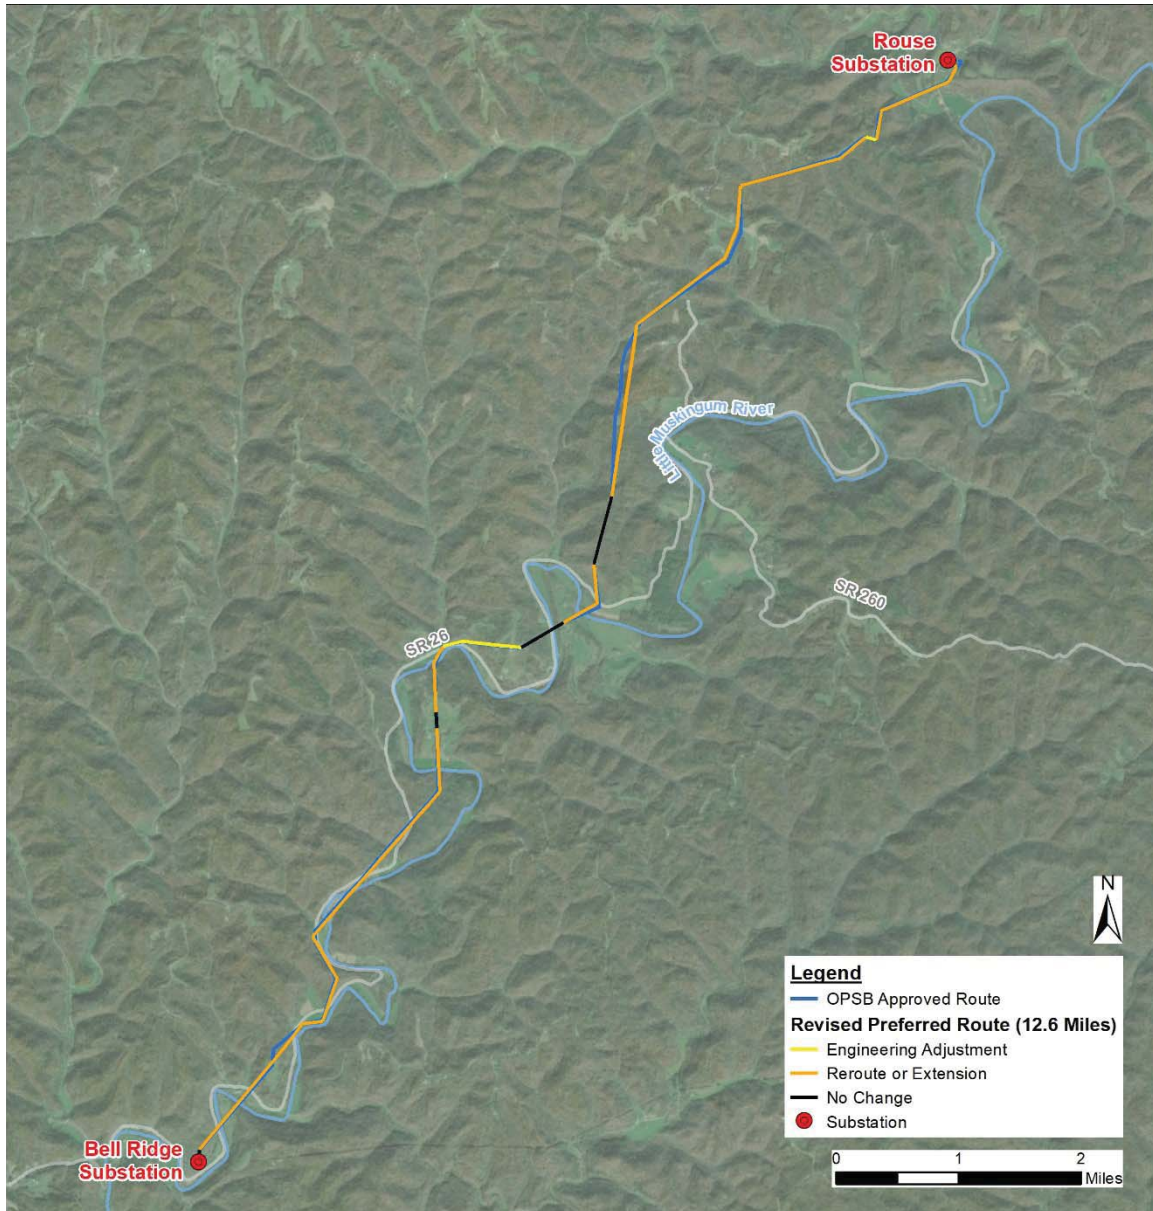 Rouse
Substation
Little Muskingum River
SR 260
SR 26
N
Legend
OPSB Approved Route
Revised Preferred Route (12.6 Miles)
Engineering Adjustment
Reroute or Extension
No Change
Substation
Bell Ridge
Substation
0 1 2
Miles